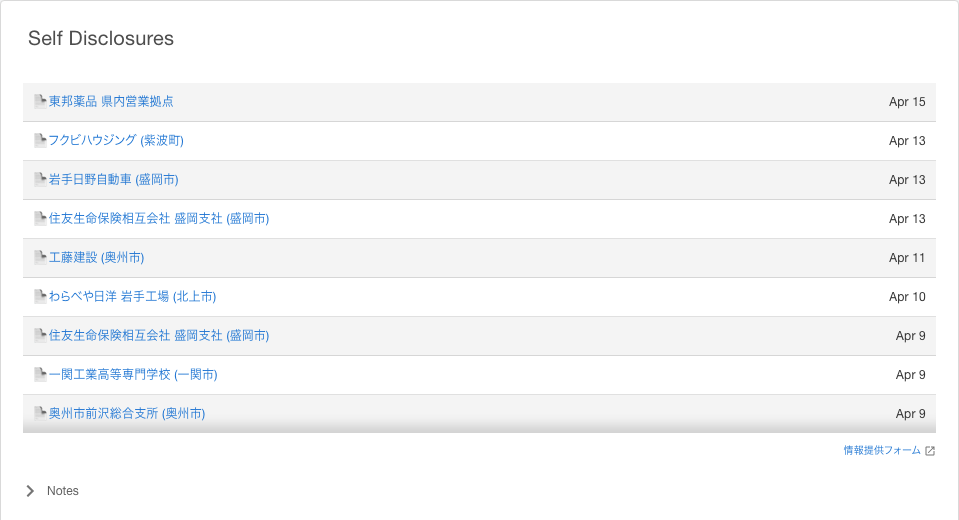 Self Disclosures
東邦薬品 県内営業拠点 Apr 15
フクビハウジング (紫波町) Apr 13
岩手日野自動車 (盛岡市) Apr 13
住友生命保険相互会社 盛岡支社 (盛岡市) Apr 13
工藤建設 (奥州市) Apr 11
わらべや日洋 岩手工場 (北上市) Apr 10
住友生命保険相互会社 盛岡支社 (盛岡市) Apr 9
一関工業高等専門学校 (一関市) Apr 9
奥州市前沢総合支所 (奥州市) Apr 9
情報提供フォーム
Notes